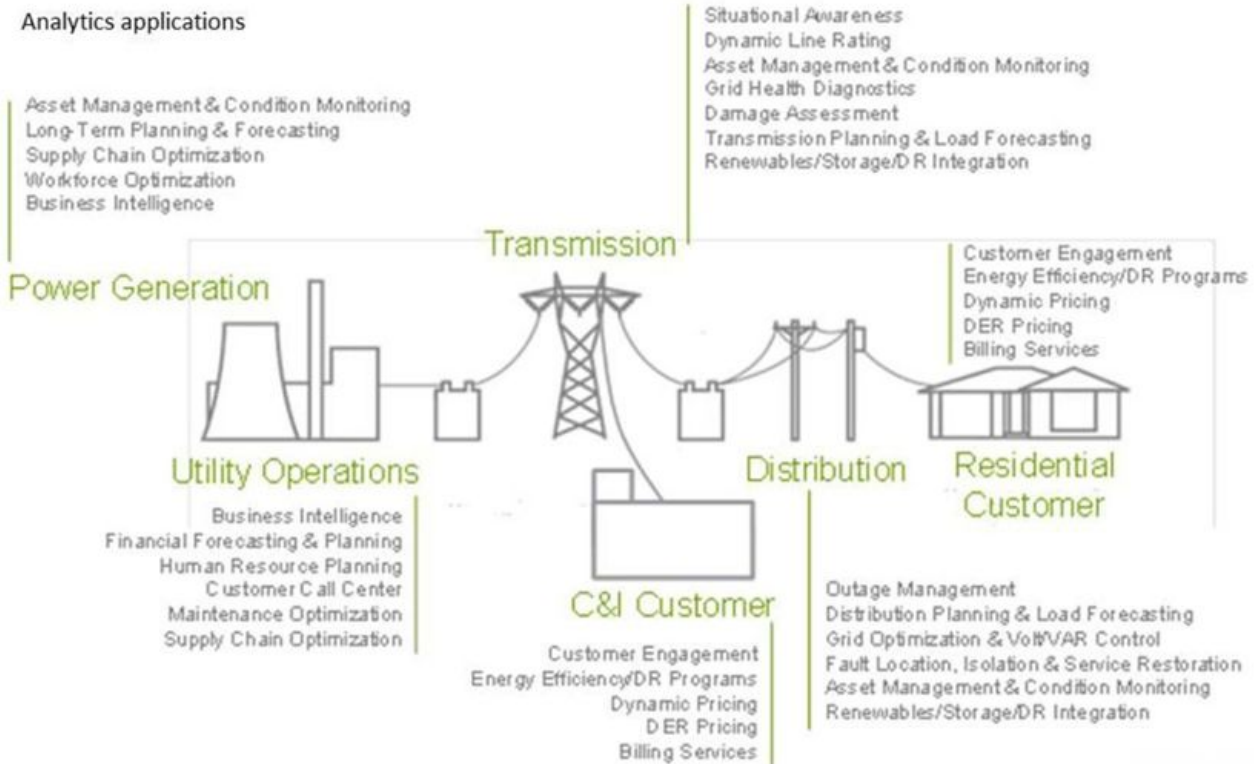 Analytics applications
Asset Management & Condition Monitoring
Long-Term Planning & Forecasting
Supply Chain Optimization
Workforce Optimization
Business Intelligence
Power Generation
Situational Awareness
Dynamic Line Rating
Asset Management & Condition Monitoring
Grid Health Diagnostics
Damage Assessment
Transmission Planning & Load Forecasting
Renewables/Storage/DR Integration
Transmission
Customer Engagement
Energy Efficiency/DR Programs
Dynamic Pricing
DER Pricing
Billing Services
Residential
Customer
Utility Operations
Business Intelligence
Financial Forecasting & Planning
Human Resource Planning
Customer Call Center
Maintenance Optimization
Supply Chain Optimization
C&I Customer
Customer Engagement
Energy Efficiency/DR Programs
Dynamic Pricing
DER Pricing
Billing Services
Distribution
Outage Management
Distribution Planning & Load Forecasting
Grid Optimization & Volt/VAR Control
Fault Location, Isolation & Service Restoration
Asset Management & Condition Monitoring
Renewables/Storage/DR Integration